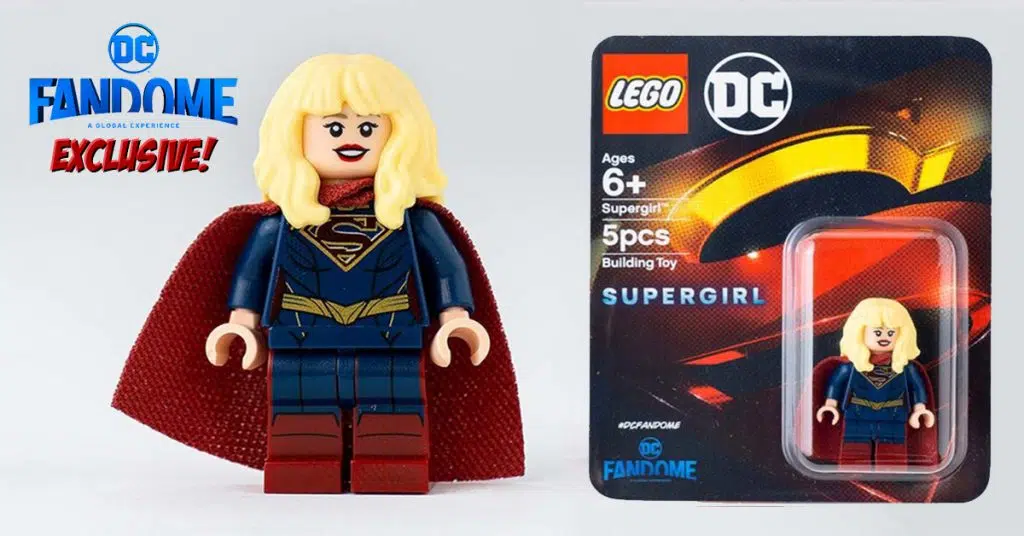 DC
FANDOME
A GLOBAL EXPERIENCE
EXCLUSIVE!
LEGO
DC
Ages
6+
Supergirl™
5pcs
Building Toy
SUPERGIRL
#DCFANDOME
DC
FANDOME